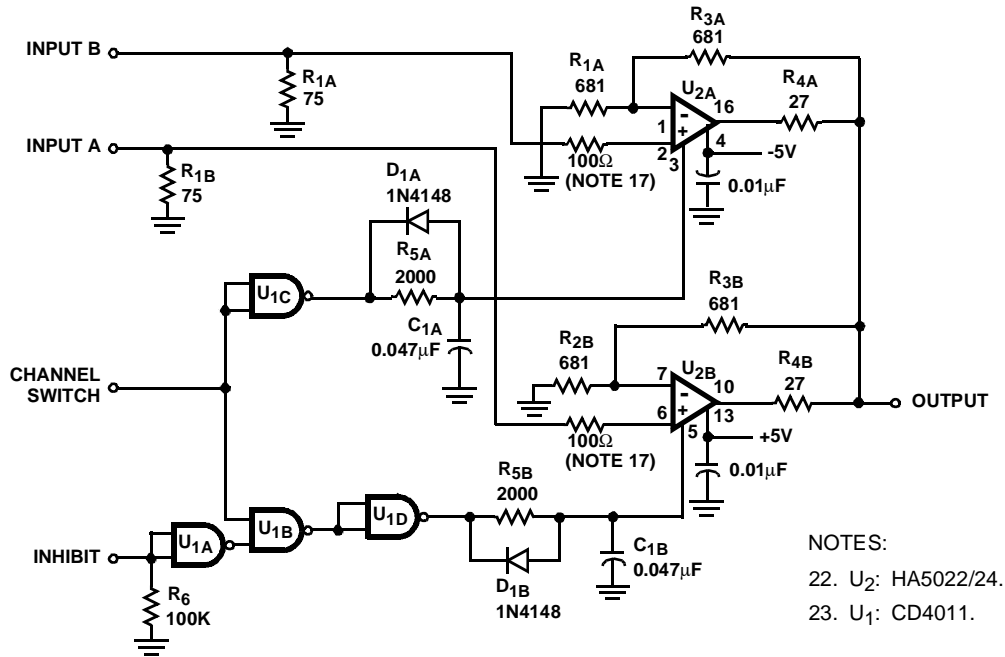 INPUT B
R1A
75
INPUT A
R1B
75
R3A
681
R1A
681
U2A
16
R4A
27
-
+
1
2
3
4
-5V
100Ω
(NOTE 17)
0.01μF
D1A
1N4148
R5A
2000
U1C
C1A
0.047μF
R3B
681
R2B
681
U2B
7
10
R4B
27
-
+
6
5
13
+5V
OUTPUT
100Ω
(NOTE 17)
0.01μF
CHANNEL
SWITCH
R5B
2000
U1D
U1B
U1A
INHIBIT
R6
100K
D1B
1N4148
C1B
0.047μF
NOTES:
22. U2: HA5022/24.
23. U1: CD4011.